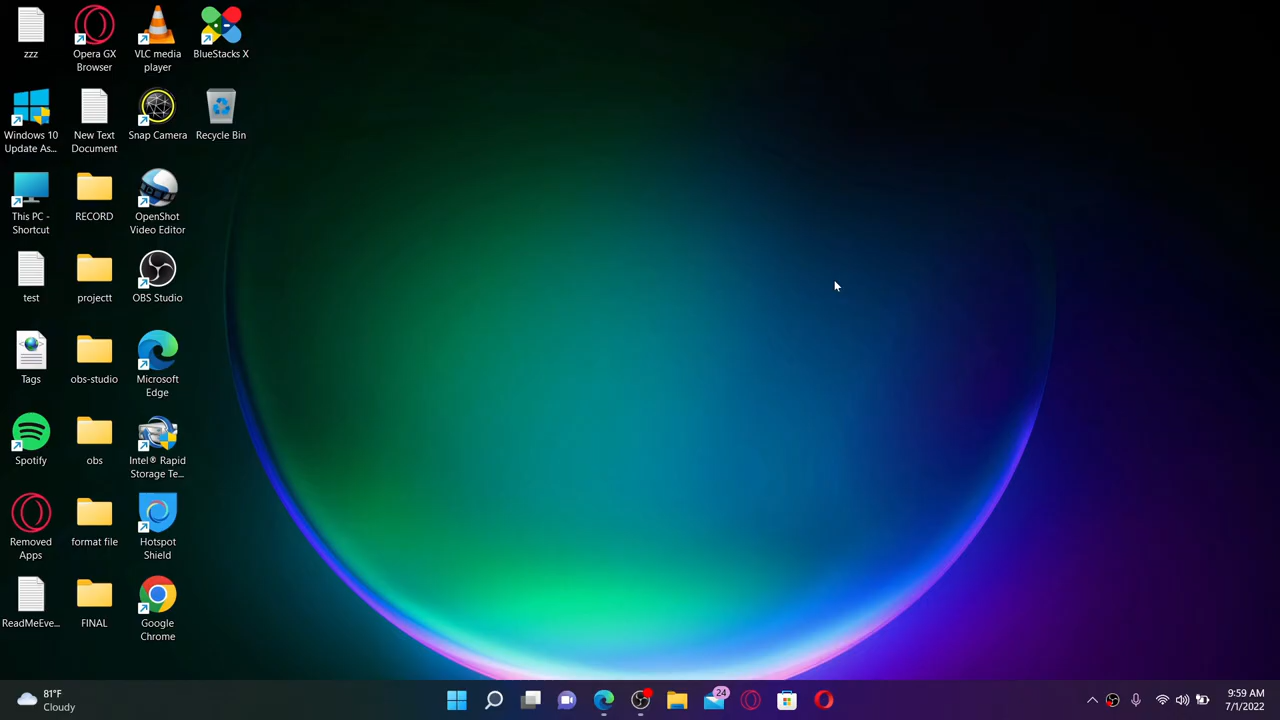 zzz
Opera GX
Browser
VLC media
player
BlueStacks X
Windows 10
Update As...
New Text
Document
Snap Camera
Recycle Bin
This PC -
Shortcut
RECORD
OpenShot
Video Editor
test
projectt
OBS Studio
Tags
obs-studio
Microsoft
Edge
Spotify
obs
Intel® Rapid
Storage Te...
Removed
Apps
format file
Hotspot
Shield
ReadMeEve...
FINAL
Google
Chrome
81°F
Cloudy
24
9:59 AM
7/1/2022